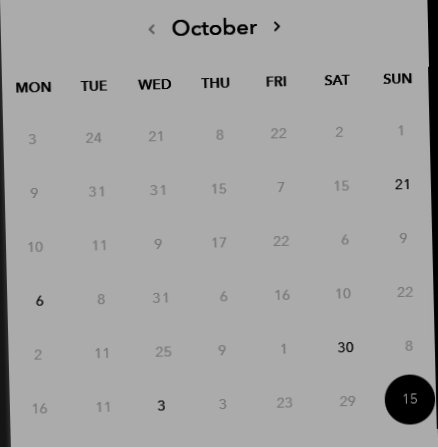 ‹ October ›
MON TUE WED THU FRI SAT SUN
3 24 21 8 22 2 1
9 31 31 15 7 15 21
10 11 9 17 22 6 9
6 8 31 6 16 10 22
2 11 25 9 1 30 8
16 11 3 3 23 29 15